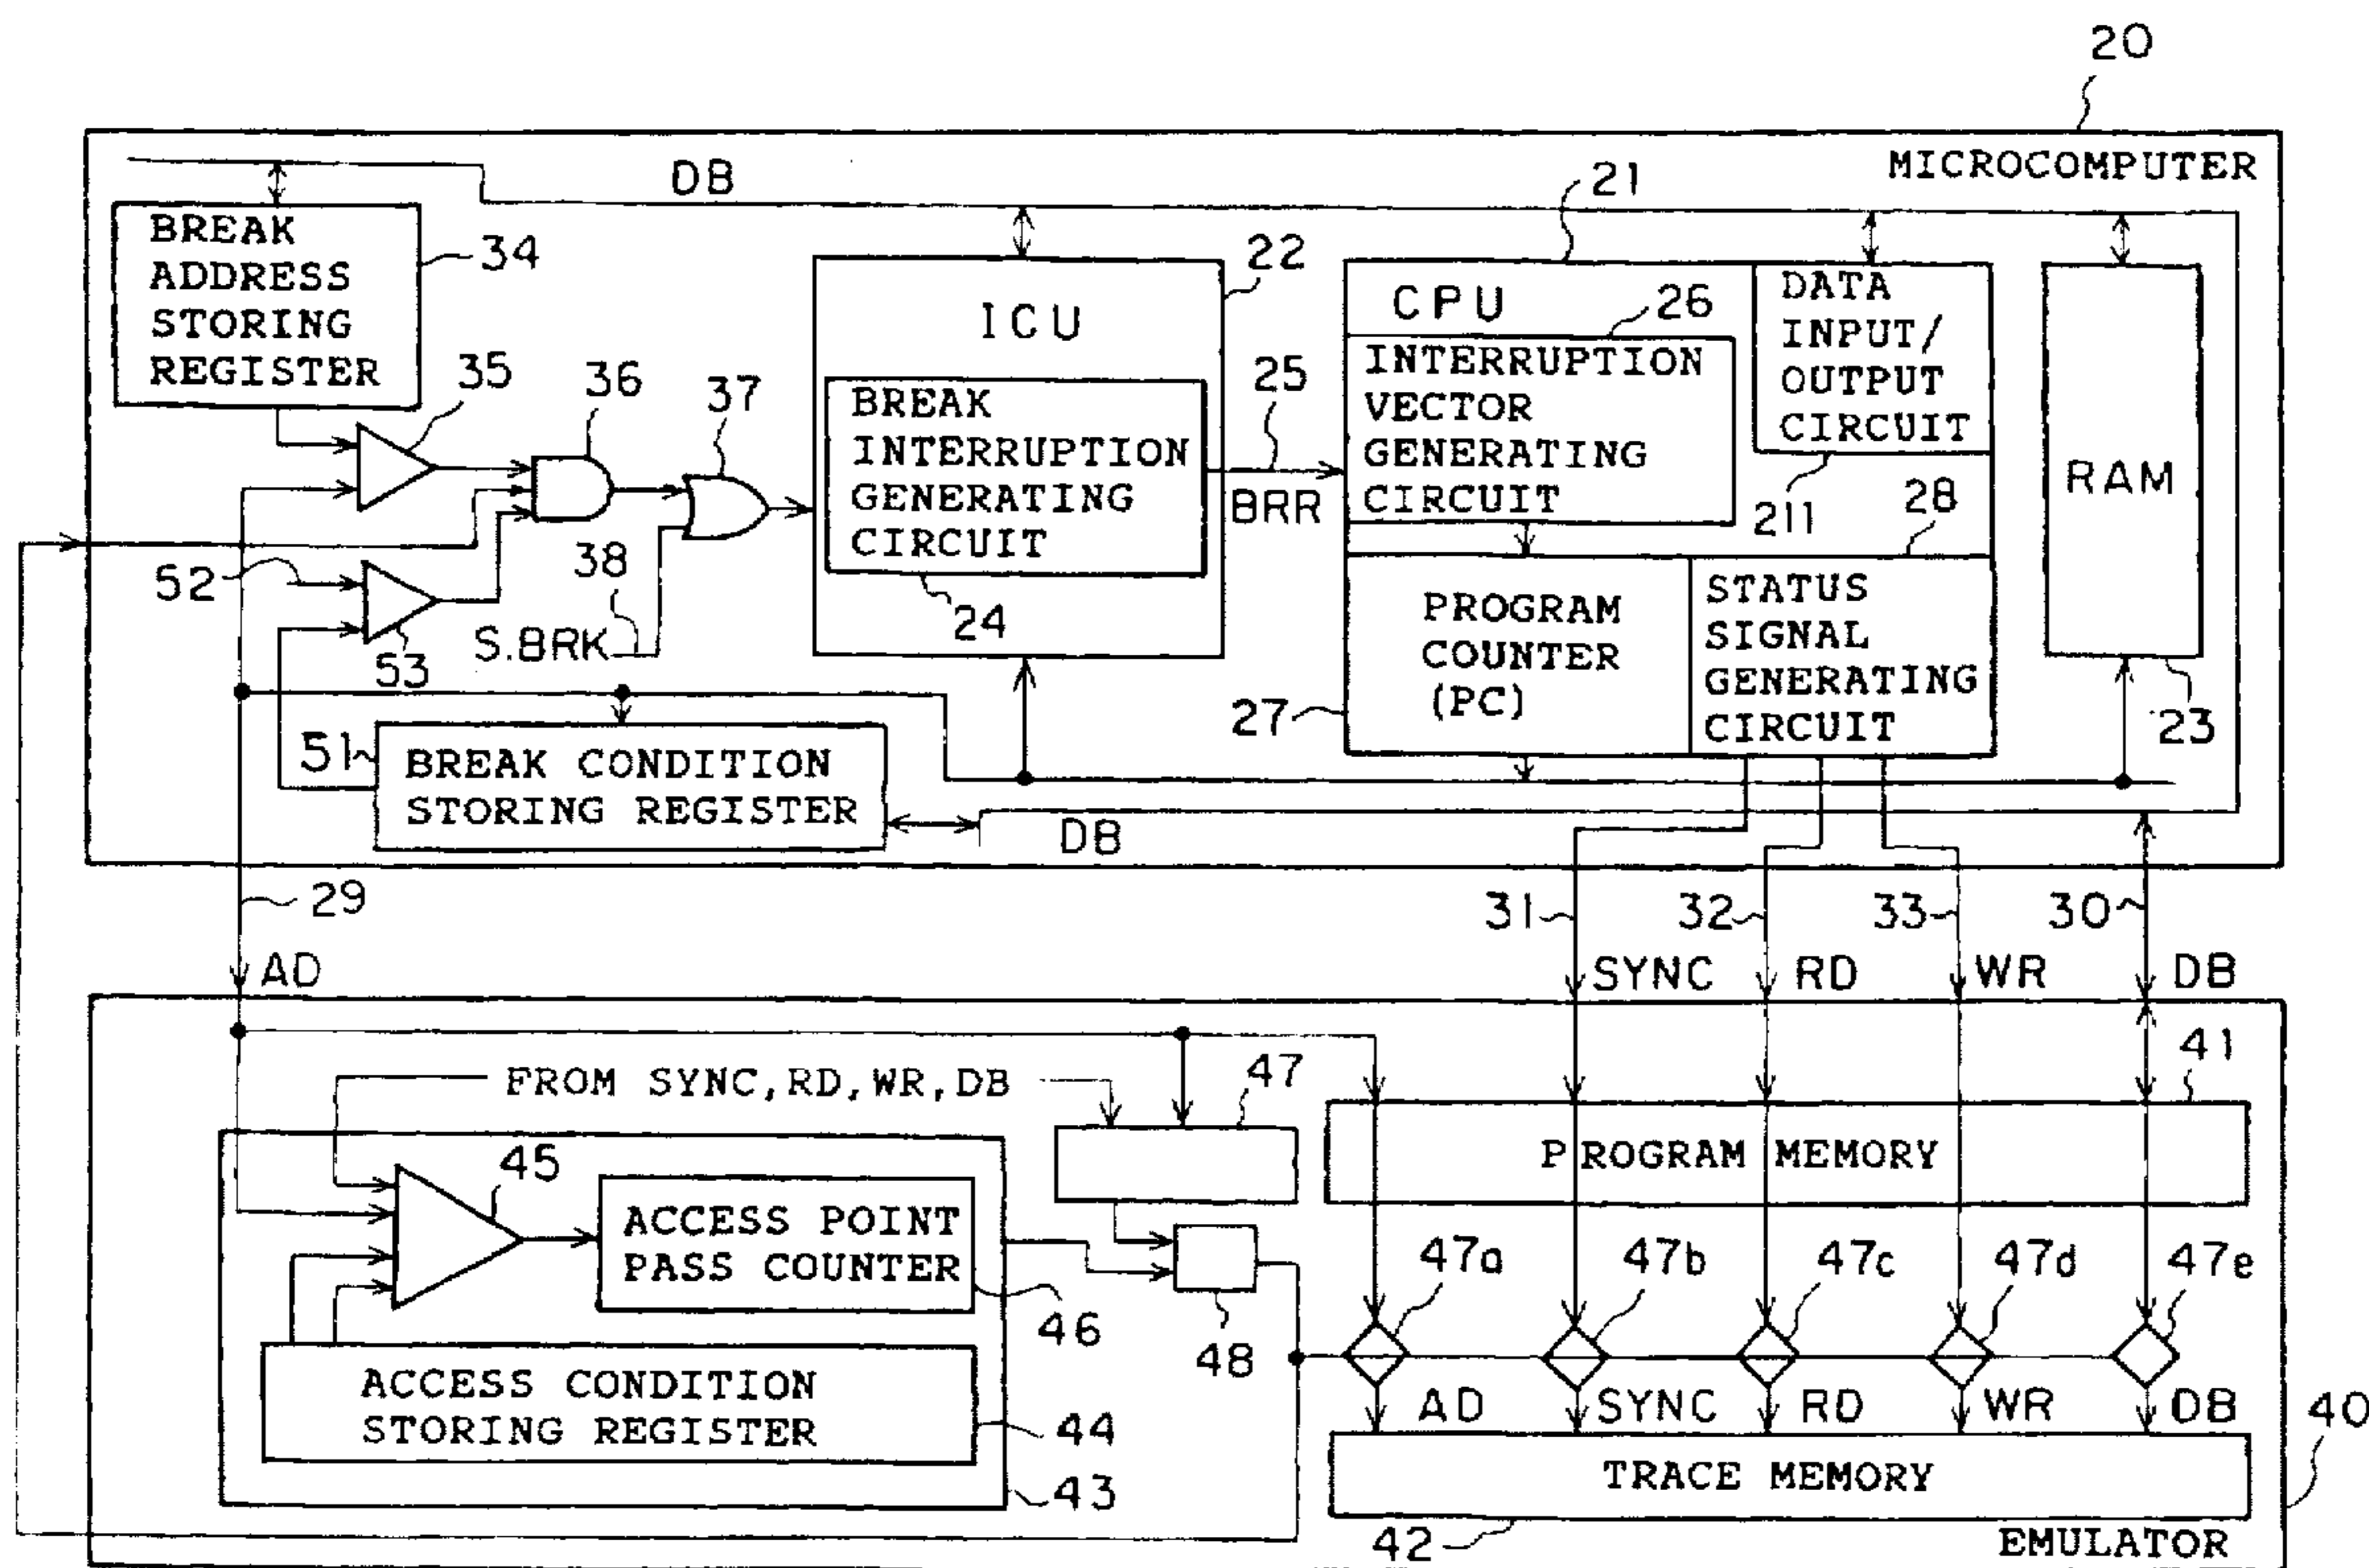 20
MICROCOMPUTER
DB
21
BREAK
ADDRESS
STORING
REGISTER
34
22
ICU
CPU
26
DATA
INPUT/
OUTPUT
CIRCUIT
211
RAM
35
36
37
BREAK
INTERRUPTION
GENERATING
CIRCUIT
24
25
BRR
INTERRUPTION
VECTOR
GENERATING
CIRCUIT
28
52
53
38
S.BRK
PROGRAM
COUNTER
(PC)
27
STATUS
SIGNAL
GENERATING
CIRCUIT
23
51
BREAK CONDITION
STORING REGISTER
DB
29
31
32
33
30
AD
SYNC
RD
WR
DB
41
FROM SYNC,RD,WR,DB
47
PROGRAM MEMORY
45
ACCESS POINT
PASS COUNTER
46
48
47a
47b
47c
47d
47e
ACCESS CONDITION
STORING REGISTER
44
43
AD
SYNC
RD
WR
DB
40
TRACE MEMORY
42
EMULATOR